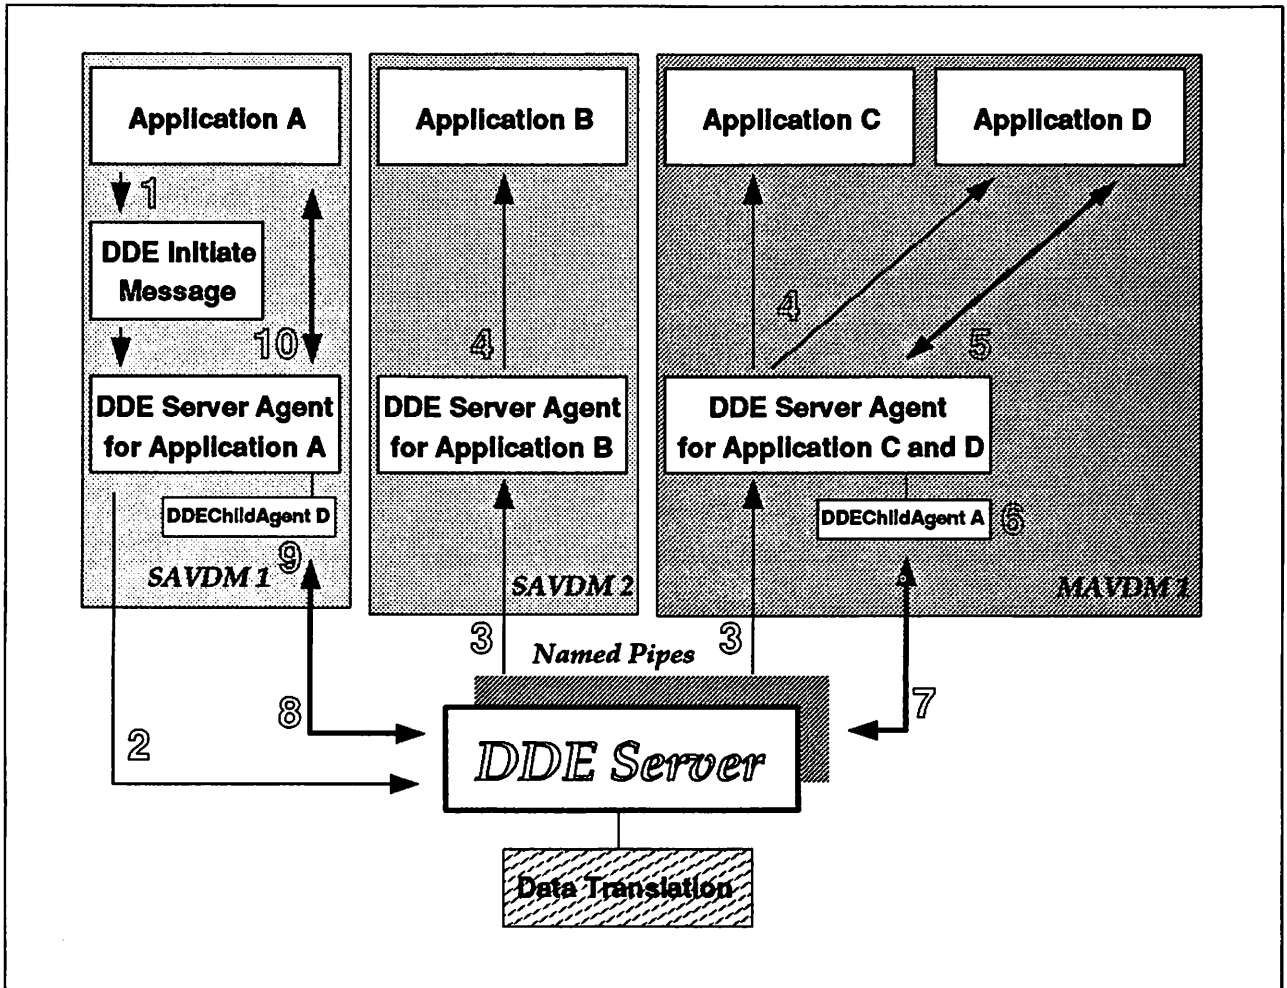 Application A
Application B
Application C
Application D
1
DDE Initiate
Message
10
4
4
5
DDE Server Agent
for Application A
DDE Server Agent
for Application B
DDE Server Agent
for Application C and D
DDEChildAgent D
DDEChildAgent A
6
9
SAVDM 1
SAVDM 2
MAVDM 1
3
Named Pipes
3
8
7
2
DDE Server
Data Translation